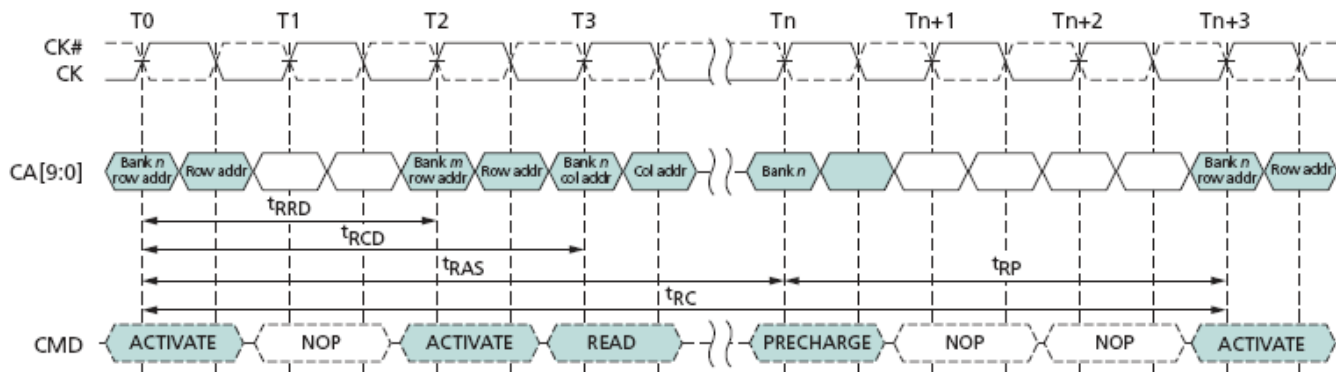 T0 T1 T2 T3 Tn Tn+1 Tn+2 Tn+3
CK#
CK
CA[9:0]
Bank n row addr
Row addr
Bank m row addr
Row addr
Bank n col addr
Col addr
Bank n
Bank n row addr
Row addr
tRRD
tRCD
tRAS tRP
tRC
CMD ACTIVATE NOP ACTIVATE READ PRECHARGE NOP NOP ACTIVATE